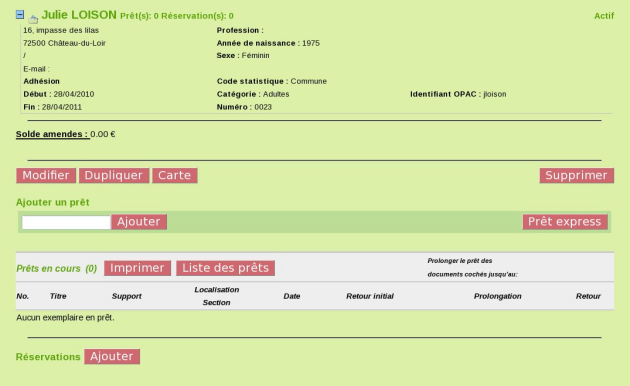 Julie LOISON Prêt(s): 0 Réservation(s): 0 Actif
16, impasse des lilas Profession :
72500 Château-du-Loir Année de naissance : 1975
/ Sexe : Féminin
E-mail :
Adhésion Code statistique : Commune
Début : 28/04/2010 Catégorie : Adultes Identifiant OPAC : jloison
Fin : 28/04/2011 Numéro : 0023
Solde amendes : 0.00 €
Modifier Dupliquer Carte Supprimer
Ajouter un prêt
Ajouter Prêt express
Prolonger le prêt des
Prêts en cours (0) Imprimer Liste des prêts
documents cochés jusqu'au:
Localisation
No. Titre Support Date Retour initial Prolongation Retour
Section
Aucun exemplaire en prêt.
Réservations Ajouter